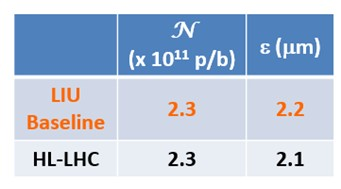 𝒩
(x 10¹¹ p/b)
ε (μm)
LIU
Baseline
2.3
2.2
HL-LHC
2.3
2.1